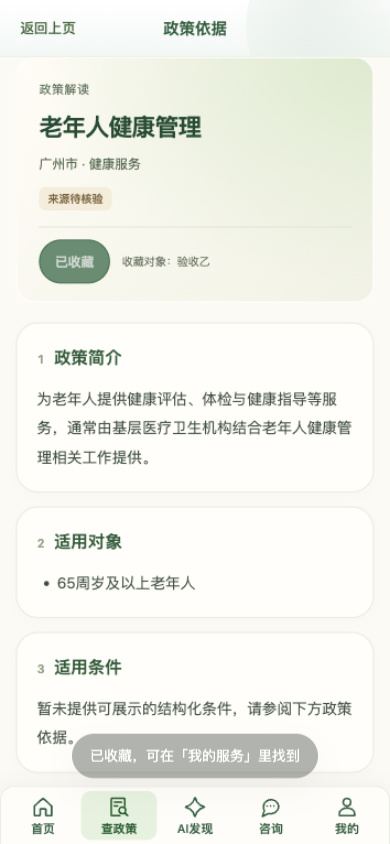 返回上页
政策依据
政策解读
老年人健康管理
广州市 · 健康服务
来源待核验
已收藏
收藏对象：验收乙
1 政策简介
为老年人提供健康评估、体检与健康指导等服
务，通常由基层医疗卫生机构结合老年人健康管
理相关工作提供。
2 适用对象
• 65周岁及以上老年人
3 适用条件
暂未提供可展示的结构化条件，请参阅下方政策
依据。
已收藏，可在「我的服务」里找到
首页
查政策
AI发现
咨询
我的